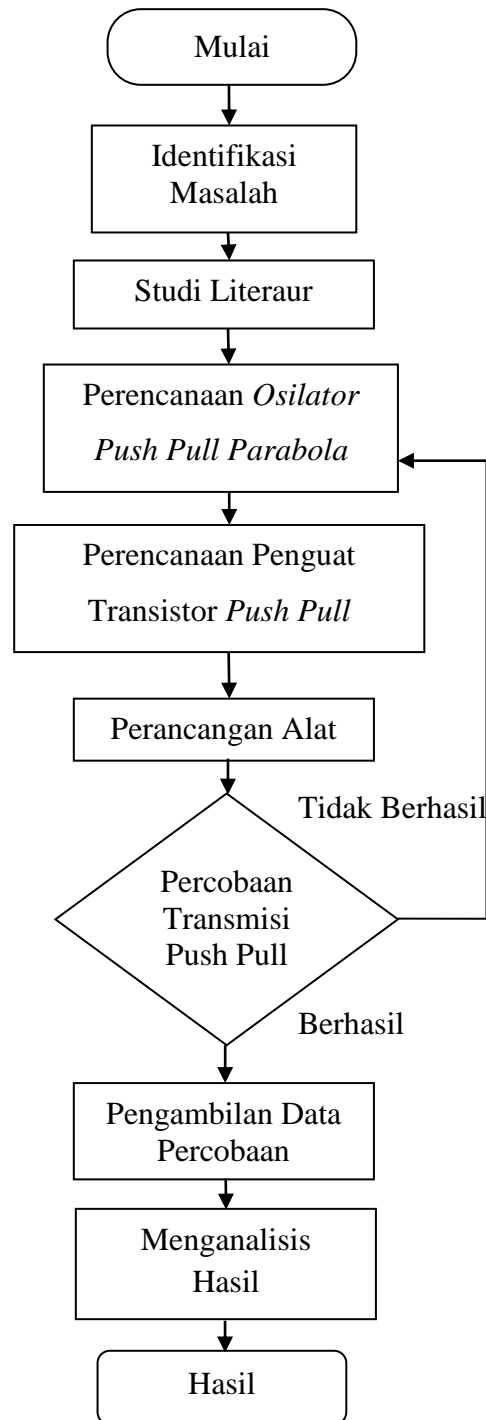 Mulai
Identifikasi
Masalah
Studi Literaur
Perencanaan Osilator
Push Pull Parabola
Perencanaan Penguat
Transistor Push Pull
Perancangan Alat
Tidak Berhasil
Percobaan
Transmisi
Push Pull
Berhasil
Pengambilan Data
Percobaan
Menganalisis
Hasil
Hasil